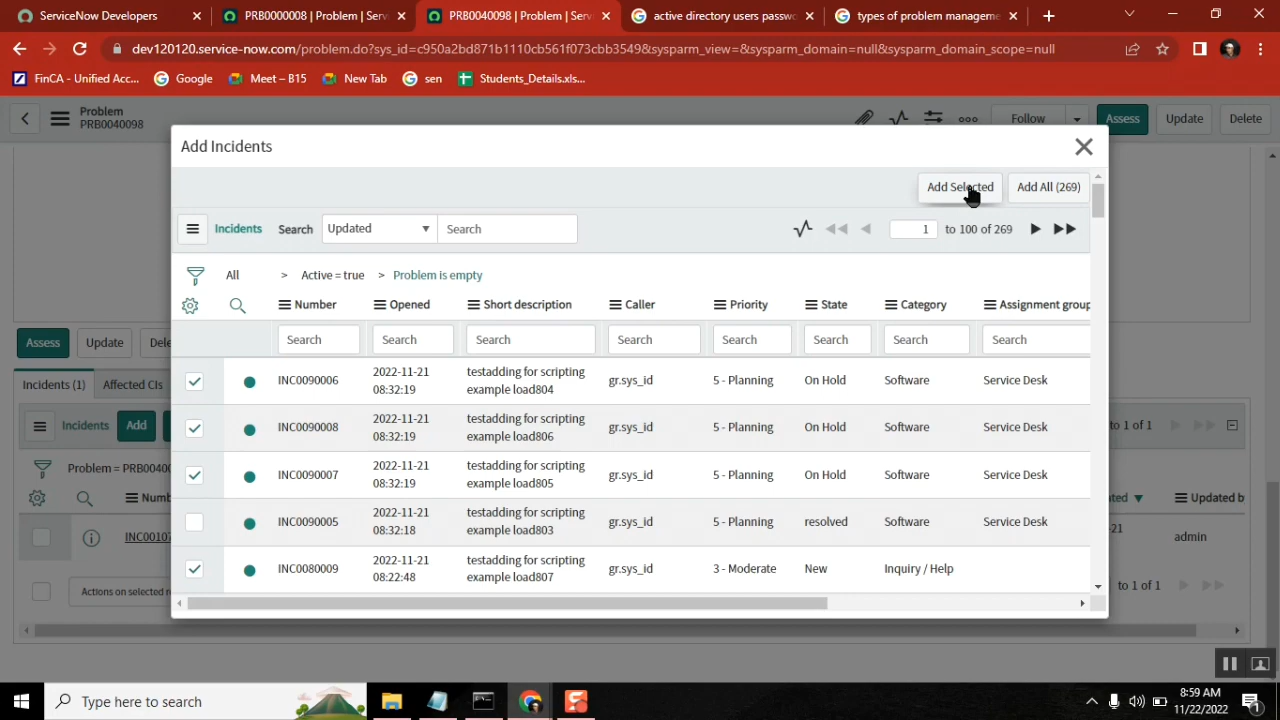 ServiceNow Developers
PRB0000008 | Problem | Serv
PRB0040098 | Problem | Serv
active directory users passwo
types of problem manageme
dev120120.service-now.com/problem.do?sys_id=c950a2bd871b1110cb561f073cbb3549&sysparm_view=&sysparm_domain=null&sysparm_domain_scope=null
FinCA - Unified Acc...
Google
Meet – B15
New Tab
sen
Students_Details.xls...
Problem
PRB0040098
Follow
Assess
Update
Delete
Add Incidents
Add Selected
Add All (269)
Incidents
Search
Updated
Search
1
to 100 of 269
All > Active = true > Problem is empty
Number
Opened
Short description
Caller
Priority
State
Category
Assignment group
Search
Search
Search
Search
Search
Search
Search
Search
INC0090006
2022-11-21
08:32:19
testadding for scripting
example load804
gr.sys_id
5 - Planning
On Hold
Software
Service Desk
INC0090008
2022-11-21
08:32:19
testadding for scripting
example load806
gr.sys_id
5 - Planning
On Hold
Software
Service Desk
INC0090007
2022-11-21
08:32:19
testadding for scripting
example load805
gr.sys_id
5 - Planning
On Hold
Software
Service Desk
INC0090005
2022-11-21
08:32:18
testadding for scripting
example load803
gr.sys_id
5 - Planning
resolved
Software
Service Desk
INC0080009
2022-11-21
08:22:48
testadding for scripting
example load807
gr.sys_id
3 - Moderate
New
Inquiry / Help
Assess
Update
Dele
Incidents (1)
Affected CIs
Incidents
Add
to 1 of 1
Problem = PRB00400
Numb
ated
Updated b
INC00107
-21
admin
Actions on selected r
to 1 of 1
Type here to search
8:59 AM
11/22/2022
1